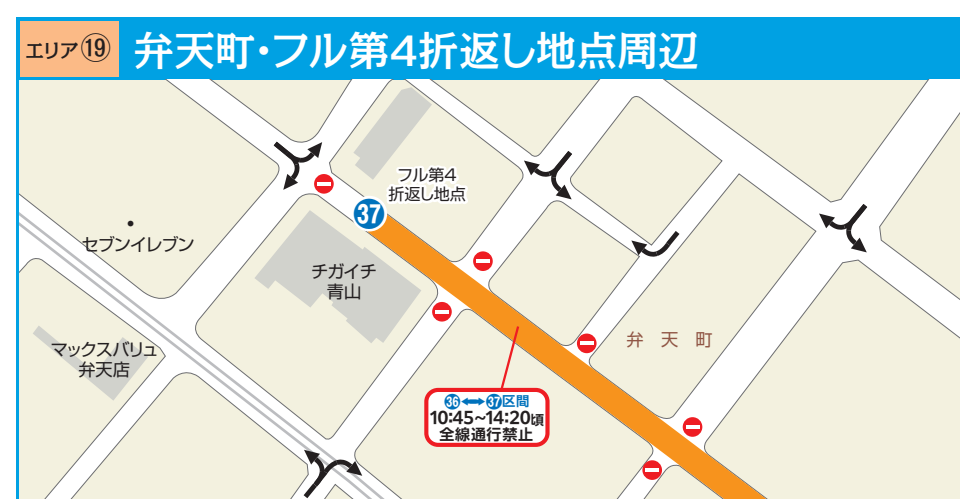 エリア⑲ 弁天町・フル第4折返し地点周辺
フル第4
折返し地点
37
セブンイレブン
チガイチ
青山
マックスバリュ
弁天店
弁天町
㊱⟷㊲区間
10:45~14:20頃
全線通行禁止